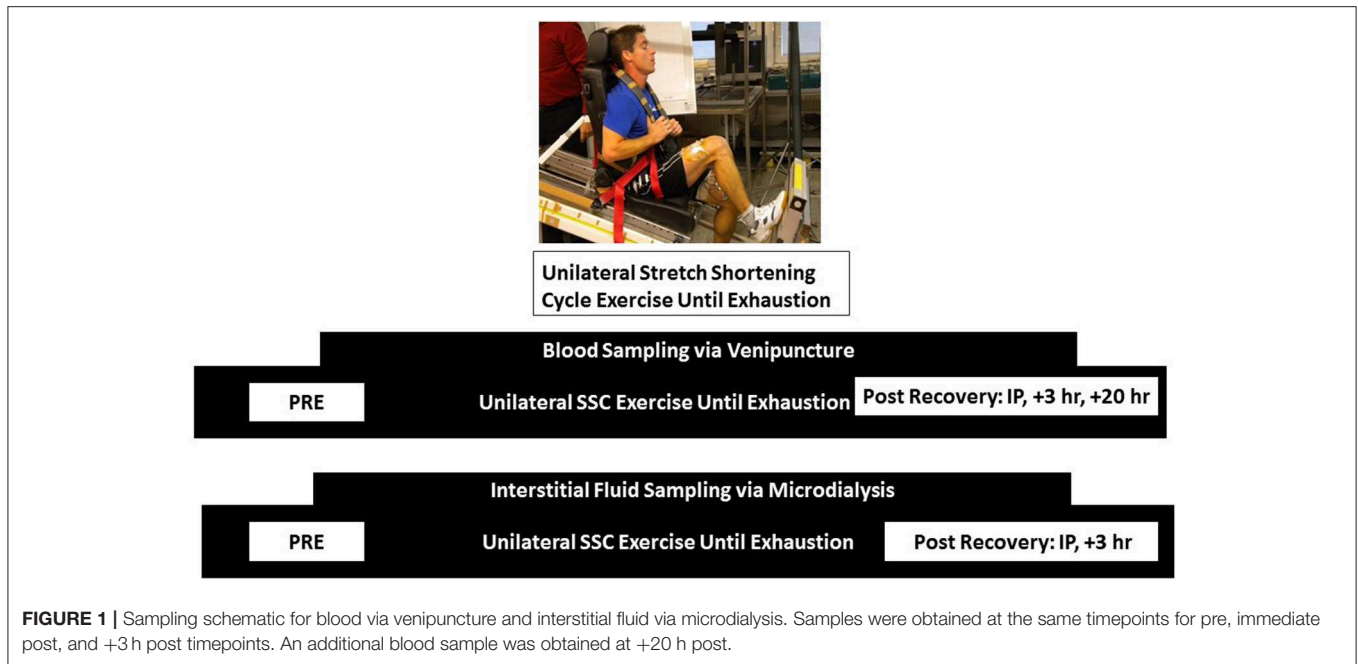 Unilateral Stretch Shortening
Cycle Exercise Until Exhaustion
Blood Sampling via Venipuncture
PRE
Unilateral SSC Exercise Until Exhaustion
Post Recovery: IP, +3 hr, +20 hr
Interstitial Fluid Sampling via Microdialysis
PRE
Unilateral SSC Exercise Until Exhaustion
Post Recovery: IP, +3 hr
FIGURE 1 | Sampling schematic for blood via venipuncture and interstitial fluid via microdialysis. Samples were obtained at the same timepoints for pre, immediate
post, and +3 h post timepoints. An additional blood sample was obtained at +20 h post.